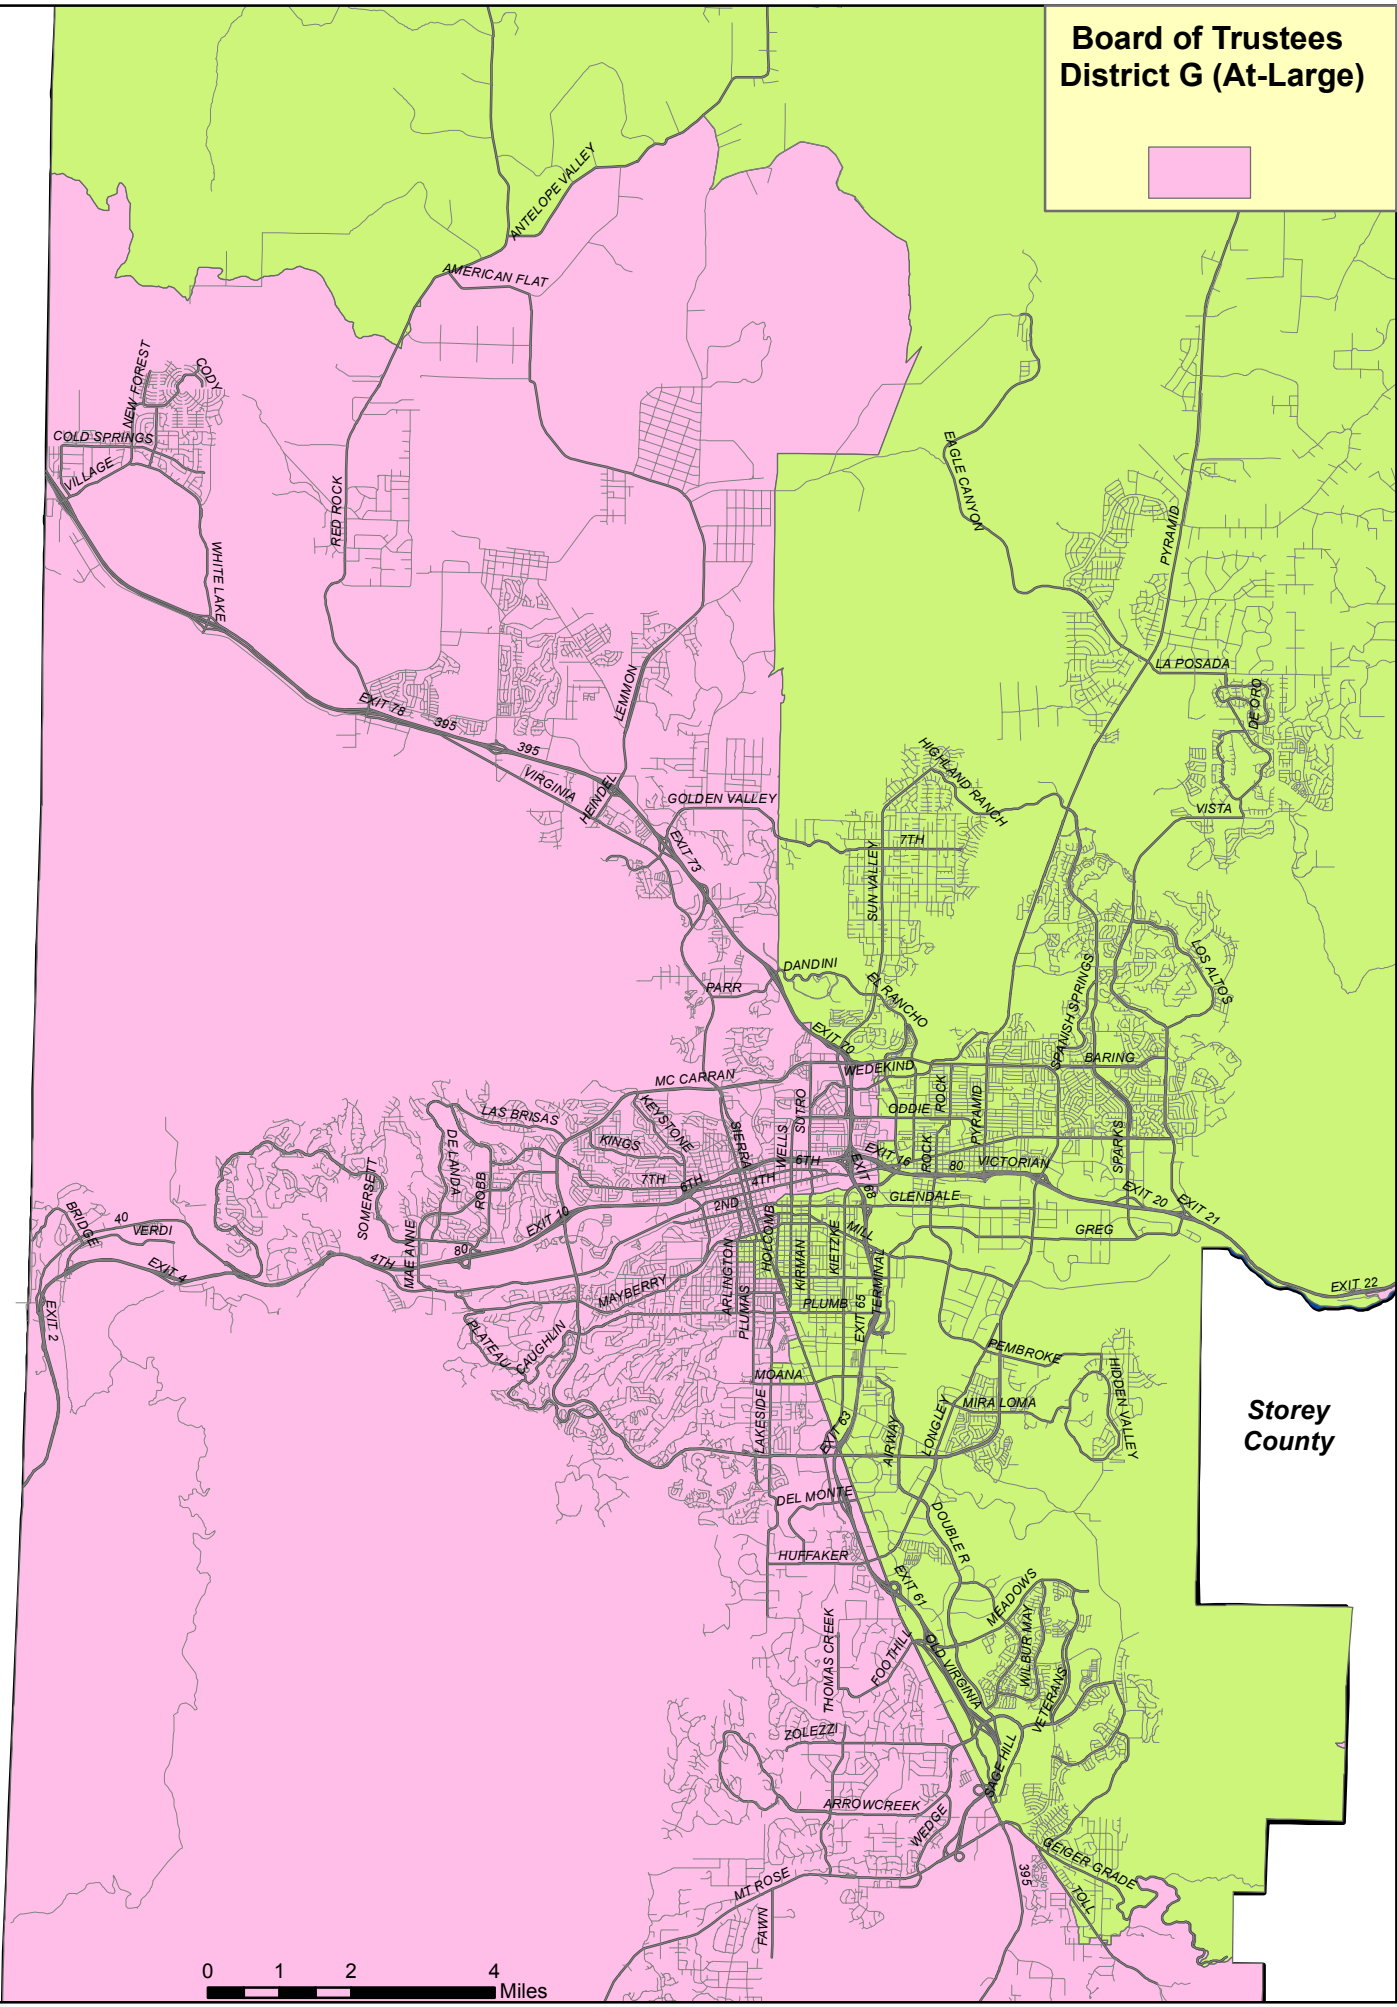 Board of Trustees
District G (At-Large)
ANTELOPE VALLEY
AMERICAN FLAT
NEW FOREST
CODY
COLD SPRINGS
VILLAGE
RED ROCK
WHITE LAKE
EAGLE CANYON
PYRAMID
LA POSADA
DE ORO
LEMMON
EXIT 78
395
395
VIRGINIA
HEINDEL
GOLDEN VALLEY
EXIT 73
HIGHLAND RANCH
7TH
SUN VALLEY
VISTA
LOS ALTOS
SPANISH SPRINGS
DANDINI
EL RANCHO
PARR
EXIT 70
WEDEKIND
BARING
MC CARRAN
ROCK
ODDIE
PYRAMID
SPARKS
LAS BRISAS
KEYSTONE
KINGS
SIERRA
WELLS
SUTRO
DE LANDA
ROBB
7TH
6TH
6TH
4TH
2ND
EXIT 16
EXIT 68
ROCK
80
VICTORIAN
GLENDALE
EXIT 20
EXIT 21
GREG
SOMERSETT
BRIDGE
40
VERDI
EXIT 4
EXIT 2
4TH
MAE ANNE
80
EXIT 10
ARLINGTON
PLUMAS
HOLCOMB
KIRMAN
KIETZKE
MILL
TERMINAL
MAYBERRY
PLUMB
EXIT 65
EXIT 22
PLATEAU
CAUGHLIN
MOANA
LAKESIDE
PEMBROKE
HIDDEN VALLEY
MIRA LOMA
LONGLEY
AIRWAY
EXIT 63
Storey
County
DEL MONTE
DOUBLE R
HUFFAKER
EXIT 61
MEADOWS
WILBUR MAY
VETERANS
THOMAS CREEK
FOOTHILL
OLD VIRGINIA
ZOLEZZI
SAGE HILL
ARROWCREEK
WEDGE
MT ROSE
FAWN
395
GEIGER GRADE
TOLL
0 1 2 4
Miles